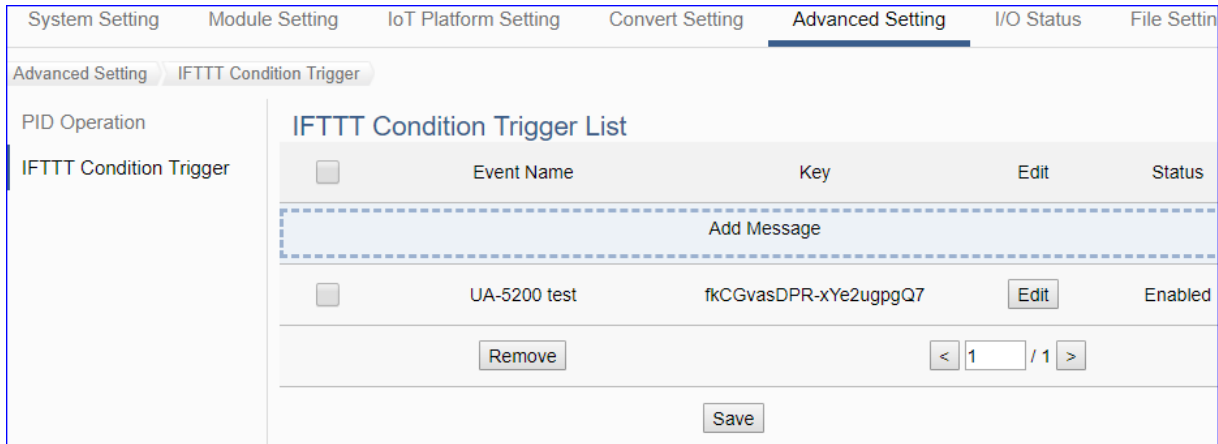 System Setting Module Setting IoT Platform Setting Convert Setting Advanced Setting I/O Status File Settin
Advanced Setting IFTTT Condition Trigger
PID Operation
IFTTT Condition Trigger
IFTTT Condition Trigger List
Event Name Key Edit Status
Add Message
UA-5200 test fkCGvasDPR-xYe2ugpgQ7 Edit Enabled
Remove < 1 / 1 >
Save